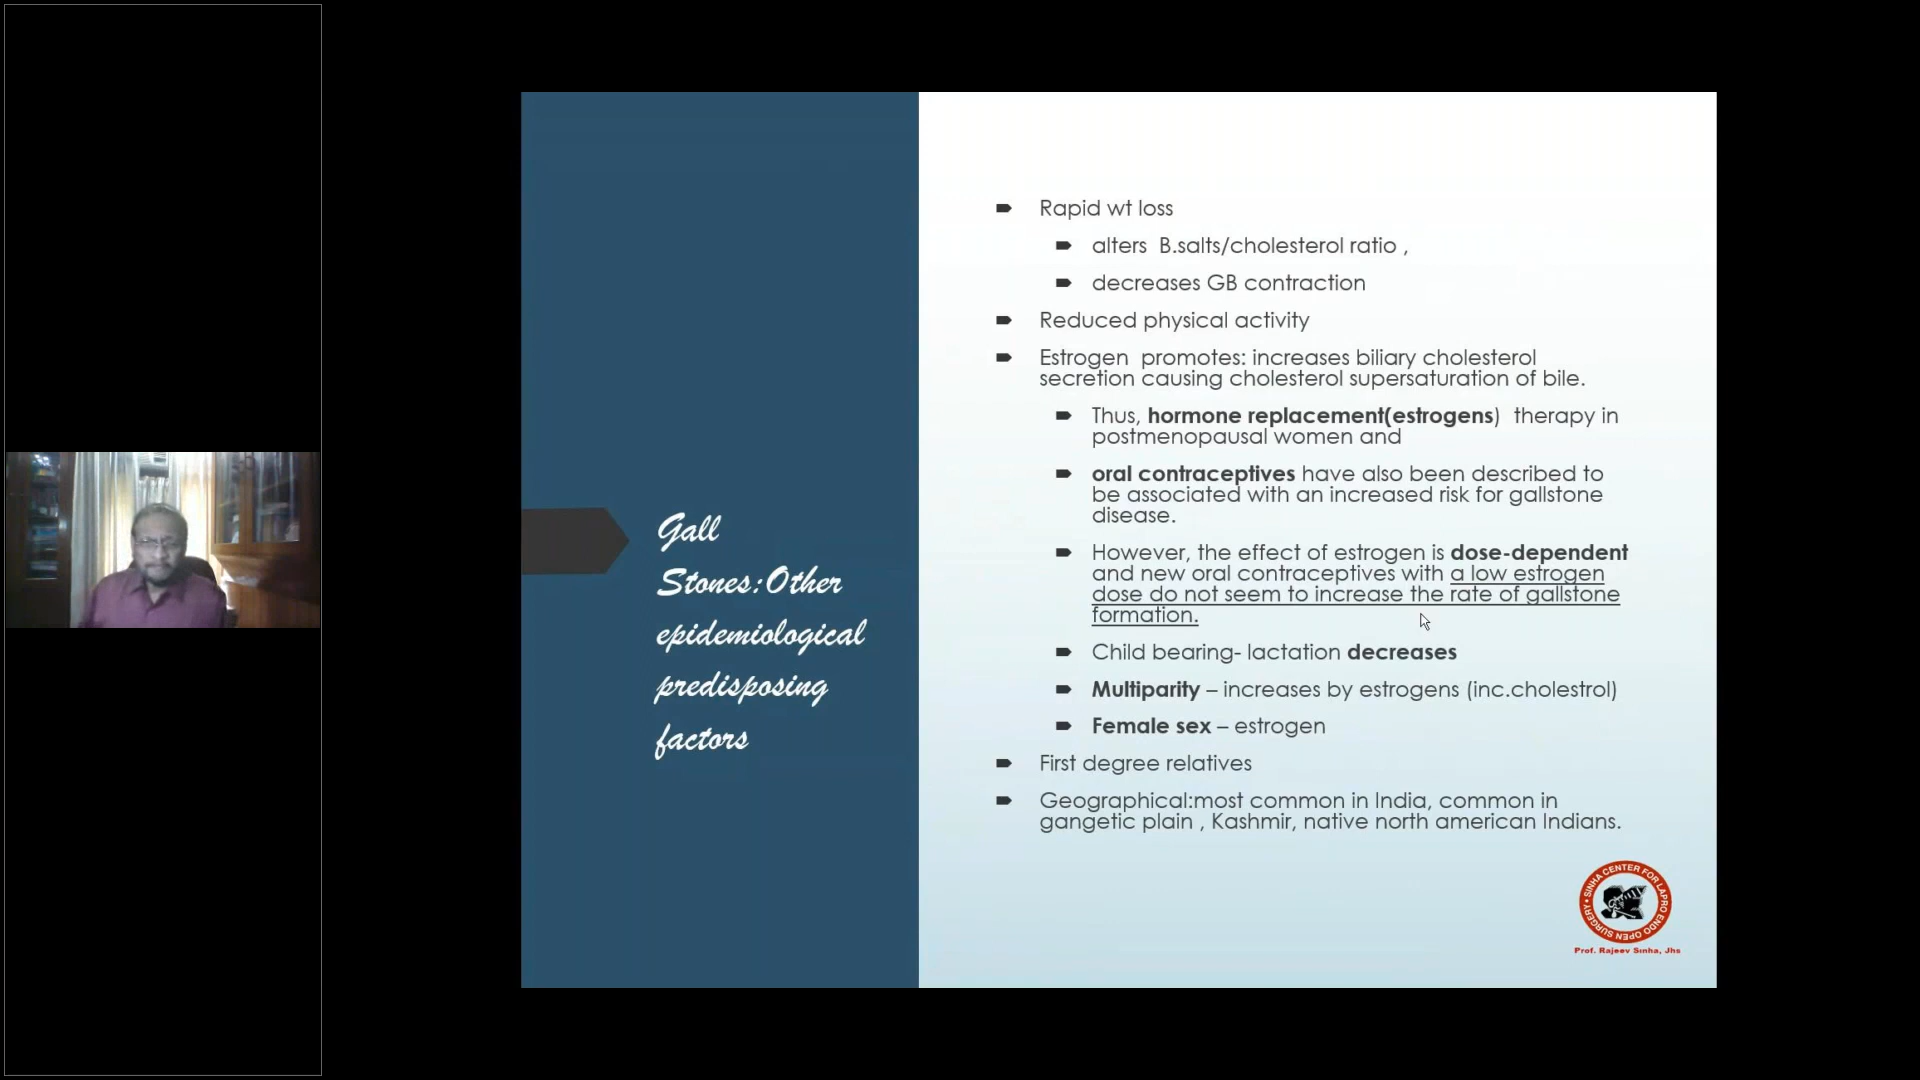 Gall
Stones:Other
epidemiological
predisposing
factors
Rapid wt loss
alters B.salts/cholesterol ratio ,
decreases GB contraction
Reduced physical activity
Estrogen promotes: increases biliary cholesterol
secretion causing cholesterol supersaturation of bile.
Thus, hormone replacement(estrogens) therapy in
postmenopausal women and
oral contraceptives have also been described to
be associated with an increased risk for gallstone
disease.
However, the effect of estrogen is dose-dependent
and new oral contraceptives with a low estrogen
dose do not seem to increase the rate of gallstone
formation.
Child bearing- lactation decreases
Multiparity – increases by estrogens (inc.cholestrol)
Female sex – estrogen
First degree relatives
Geographical:most common in India, common in
gangetic plain , Kashmir, native north american Indians.
SINHA CENTER FOR LAPRO ENDO OPEN SURGERY
Prof. Rajeev Sinha, Jhs